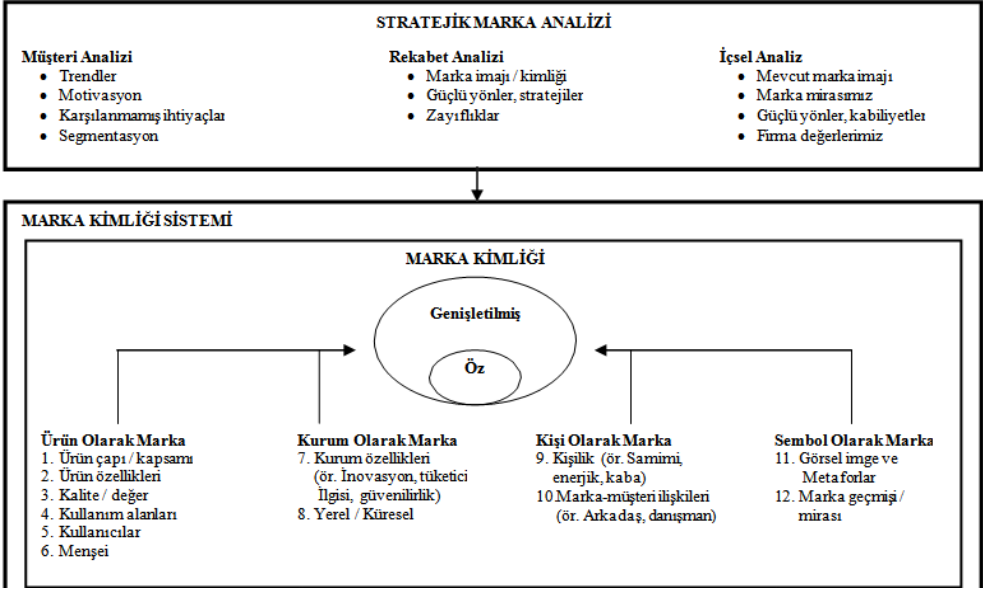 STRATEJİK MARKA ANALİZİ
Müşteri Analizi
• Trendler
• Motivasyon
• Karşılanmamış ihtiyaçlar
• Segmentasyon
Rekabet Analizi
• Marka imajı / kimliği
• Güçlü yönler, stratejiler
• Zayıflıklar
İçsel Analiz
• Mevcut marka imajı
• Marka mirasımız
• Güçlü yönler, kabiliyetler
• Firma değerlerimiz
MARKA KİMLİĞİ SİSTEMİ
MARKA KİMLİĞİ
Genişletilmiş
Öz
Ürün Olarak Marka
1. Ürün çapı / kapsamı
2. Ürün özellikleri
3. Kalite / değer
4. Kullanım alanları
5. Kullanıcılar
6. Menşei
Kurum Olarak Marka
7. Kurum özellikleri
(ör. İnovasyon, tüketici
İlgisi, güvenilirlik)
8. Yerel / Küresel
Kişi Olarak Marka
9. Kişilik (ör. Samimi,
enerjik, kaba)
10. Marka-müşteri ilişkileri
(ör. Arkadaş, danışman)
Sembol Olarak Marka
11. Görsel imge ve
Metaforlar
12. Marka geçmişi /
mirası